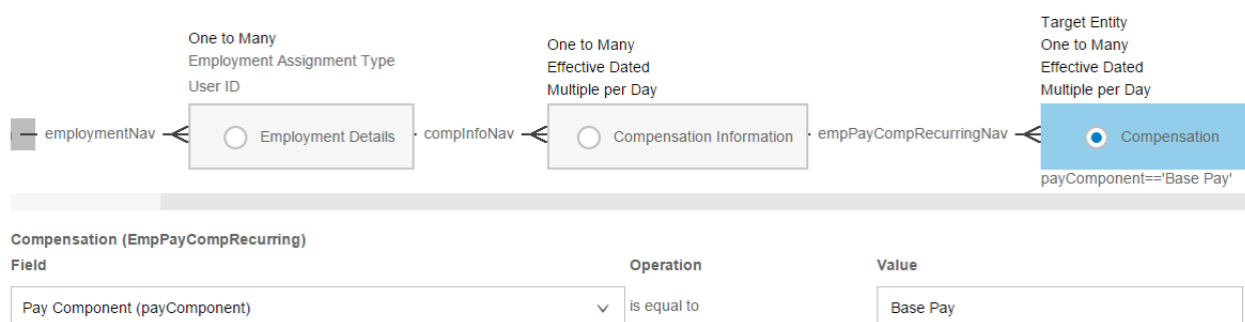 One to Many
Employment Assignment Type
User ID
One to Many
Effective Dated
Multiple per Day
Target Entity
One to Many
Effective Dated
Multiple per Day
employmentNav
Employment Details
compInfoNav
Compensation Information
empPayCompRecurringNav
Compensation
payComponent=='Base Pay'
Compensation (EmpPayCompRecurring)
Field Operation Value
Pay Component (payComponent) is equal to Base Pay